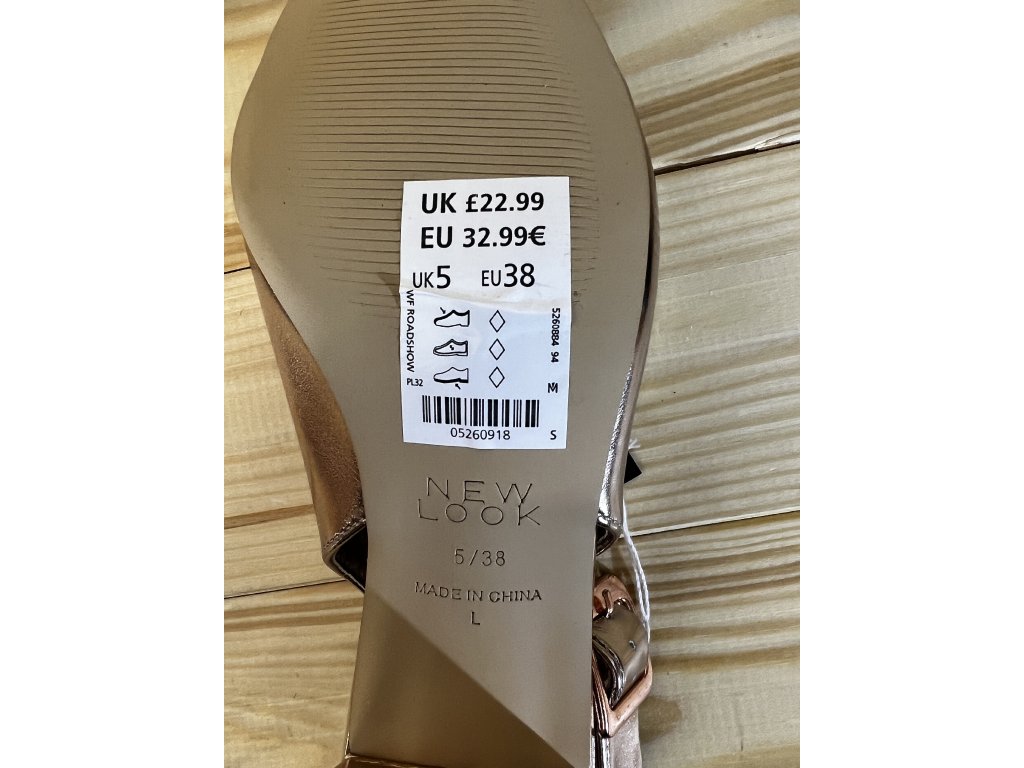 UK £22.99
EU 32.99€
UK5 EU38
WF ROADSHOW
PL32
5260884 94
M
05260918
S
NEW
LOOK
5/38
MADE IN CHINA
L